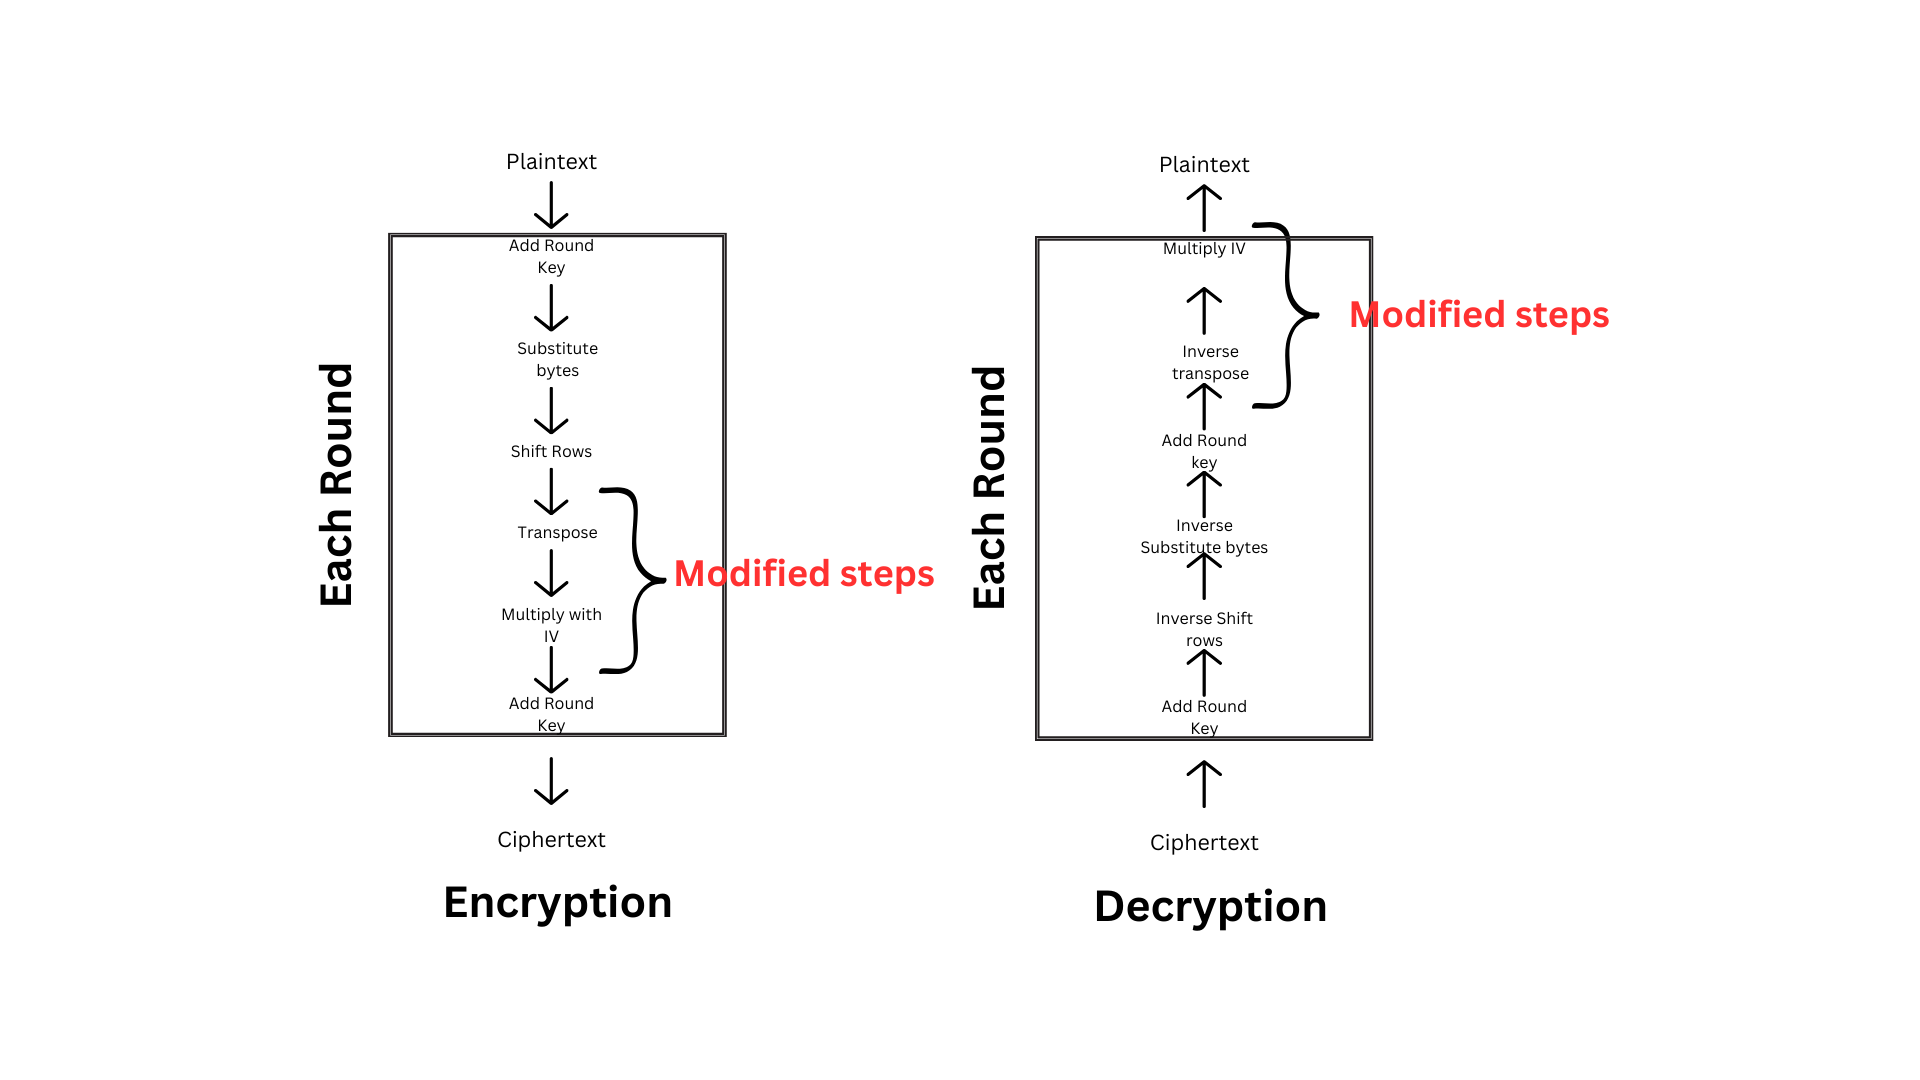 Plaintext
Add Round
Key
Substitute
bytes
Shift Rows
Transpose
Multiply with
IV
Add Round
Key
Ciphertext
Each Round
Modified steps
Encryption
Plaintext
Multiply IV
Inverse
transpose
Add Round
key
Inverse
Substitute bytes
Inverse Shift
rows
Add Round
Key
Ciphertext
Each Round
Modified steps
Decryption